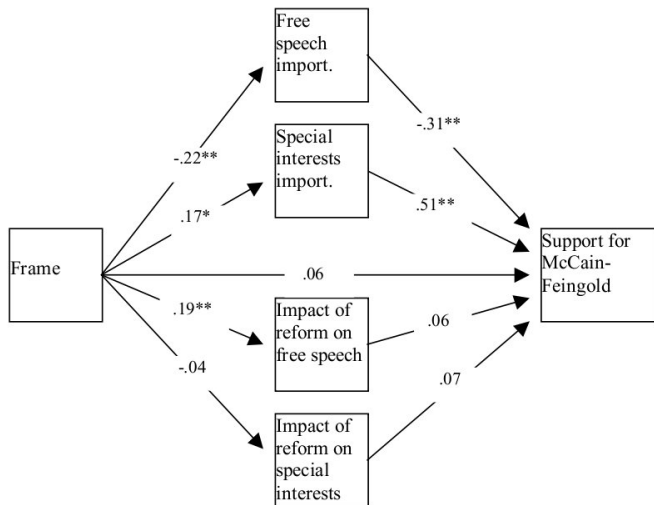 Free
speech
import.
-.31**
-.22**
Special
interests
import.
.17*
.51**
Frame
.06
Support for
McCain-
Feingold
.19**
Impact of
reform on
free speech
.06
-.04
.07
Impact of
reform on
special
interests